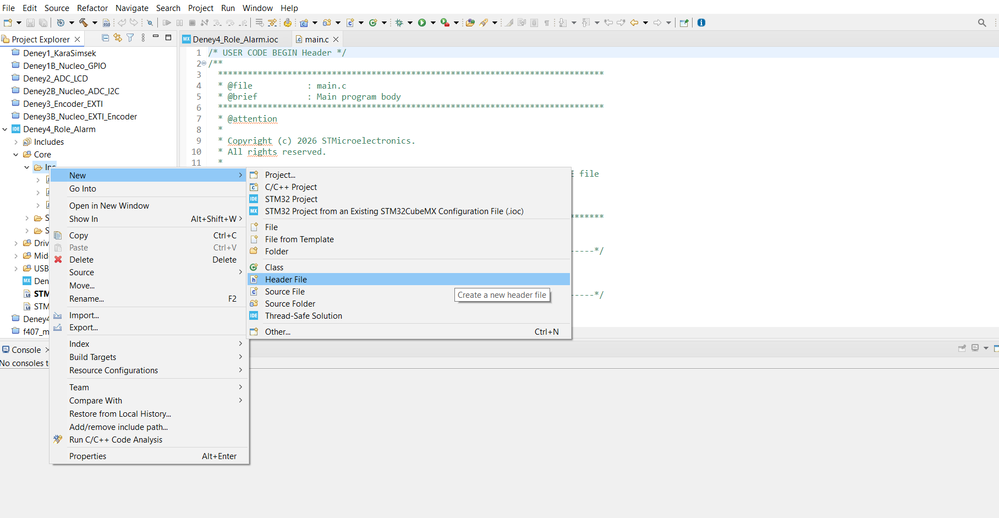 File Edit Source Refactor Navigate Search Project Run Window Help
Project Explorer
Deney4_Role_Alarm.ioc
main.c
Deney1_KaraSimsek
Deney1B_Nucleo_GPIO
Deney2_ADC_LCD
Deney2B_Nucleo_ADC_I2C
Deney3_Encoder_EXTI
Deney3B_Nucleo_EXTI_Encoder
Deney4_Role_Alarm
Includes
Core
Inc
S
S
Driv
Mid
USB
Den
STM
STM
Deney4
f407_m
1 /* USER CODE BEGIN Header */
2 /**
3 ******************************************************************************
4 * @file : main.c
5 * @brief : Main program body
6 ******************************************************************************
7 * @attention
8 *
9 * Copyright (c) 2026 STMicroelectronics.
10 * All rights reserved.
11 *
file
*******
-----*/
-----*/
New
Go Into
Open in New Window
Show In Alt+Shift+W
Copy Ctrl+C
Paste Ctrl+V
Delete Delete
Source
Move...
Rename... F2
Import...
Export...
Index
Build Targets
Resource Configurations
Team
Compare With
Restore from Local History...
Add/remove include path...
Run C/C++ Code Analysis
Properties Alt+Enter
Project...
C/C++ Project
STM32 Project
STM32 Project from an Existing STM32CubeMX Configuration File (.ioc)
File
File from Template
Folder
Class
Header File
Source File
Source Folder
Thread-Safe Solution
Other... Ctrl+N
Create a new header file
Console
No consoles t